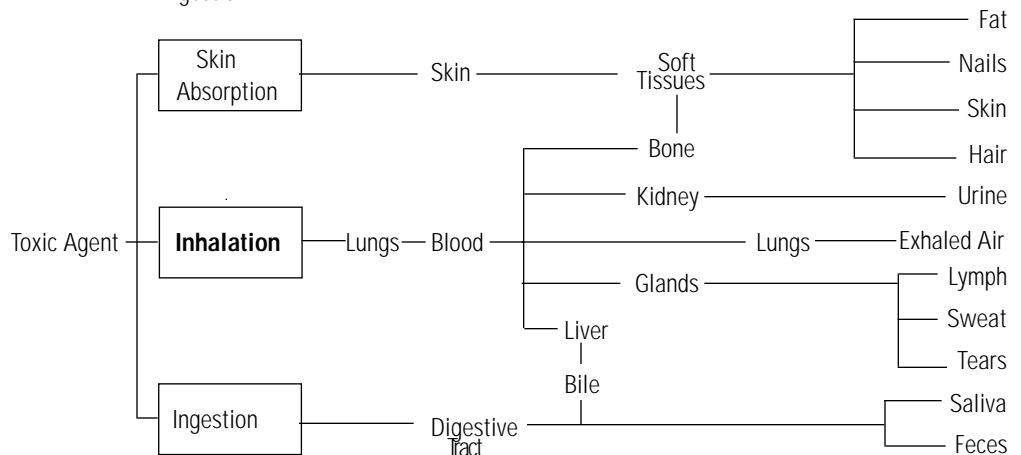 Fat
Skin
Absorption
Skin
Soft
Tissues
Nails
Skin
Bone
Hair
Kidney
Urine
Toxic Agent
Inhalation
Lungs
Blood
Lungs
Exhaled Air
Glands
Lymph
Sweat
Liver
Tears
Bile
Saliva
Ingestion
Digestive
Tract
Feces